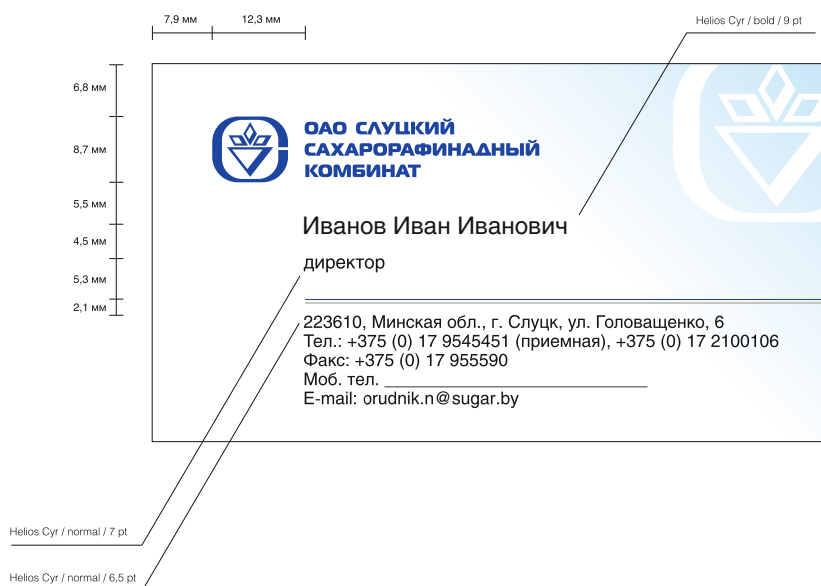 7,9 мм
12,3 мм
Helios Cyr / bold / 9 pt
6,8 мм
8,7 мм
5,5 мм
4,5 мм
5,3 мм
2,1 мм
ОАО СЛУЦКИЙ
САХАРОРАФИНАДНЫЙ
КОМБИНАТ
Иванов Иван Иванович
директор
223610, Минская обл., г. Слуцк, ул. Головащенко, 6
Тел.: +375 (0) 17 9545451 (приемная), +375 (0) 17 2100106
Факс: +375 (0) 17 955590
Моб. тел.
E-mail: orudnik.n@sugar.by
Helios Cyr / normal / 7 pt
Helios Cyr / normal / 6,5 pt